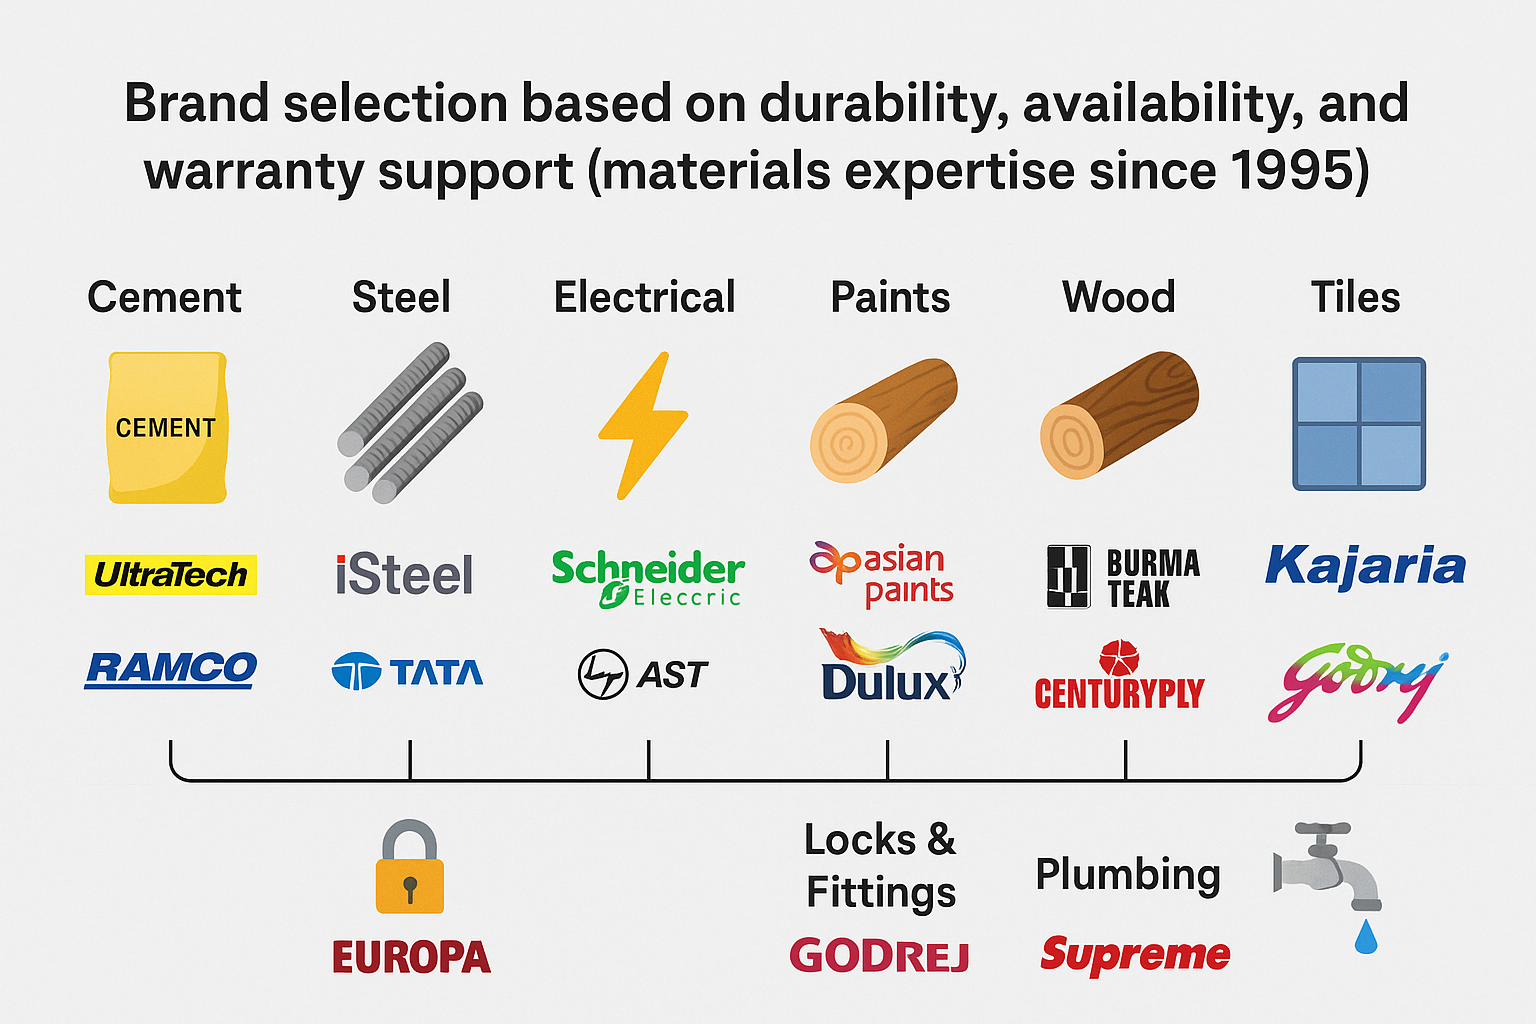 Brand selection based on durability, availability, and
warranty support (materials expertise since 1995)
Cement
Steel
Electrical
Paints
Wood
Tiles
CEMENT
UltraTech
iSteel
Schneider
Eleccric
ap asian
paints
BURMA
TEAK
Kajaria
RAMCO
TATA
LT AST
Dulux
CENTURYPLY
Godrej
Locks &
Fittings
Plumbing
EUROPA
GODREJ
Supreme